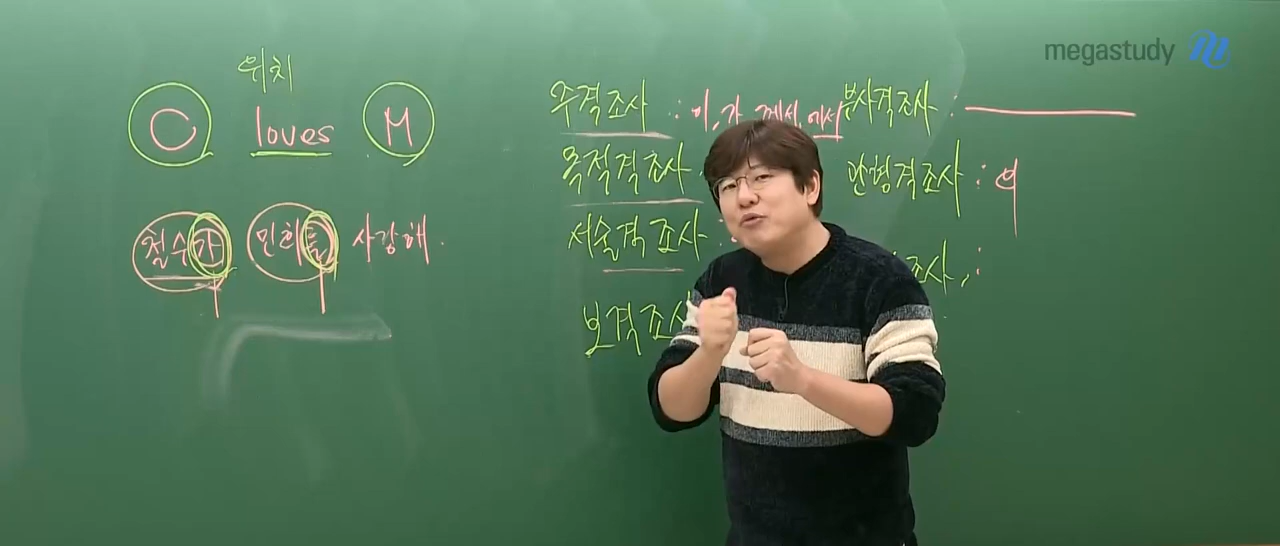 megastudy
위치
C loves M
철수가 민희를 사랑해.
주격조사 : 이, 가, 께서, 에서
목적격조사
서술격조사 :
보격조사
부사격조사 :
관형격조사 : 의
조사 :